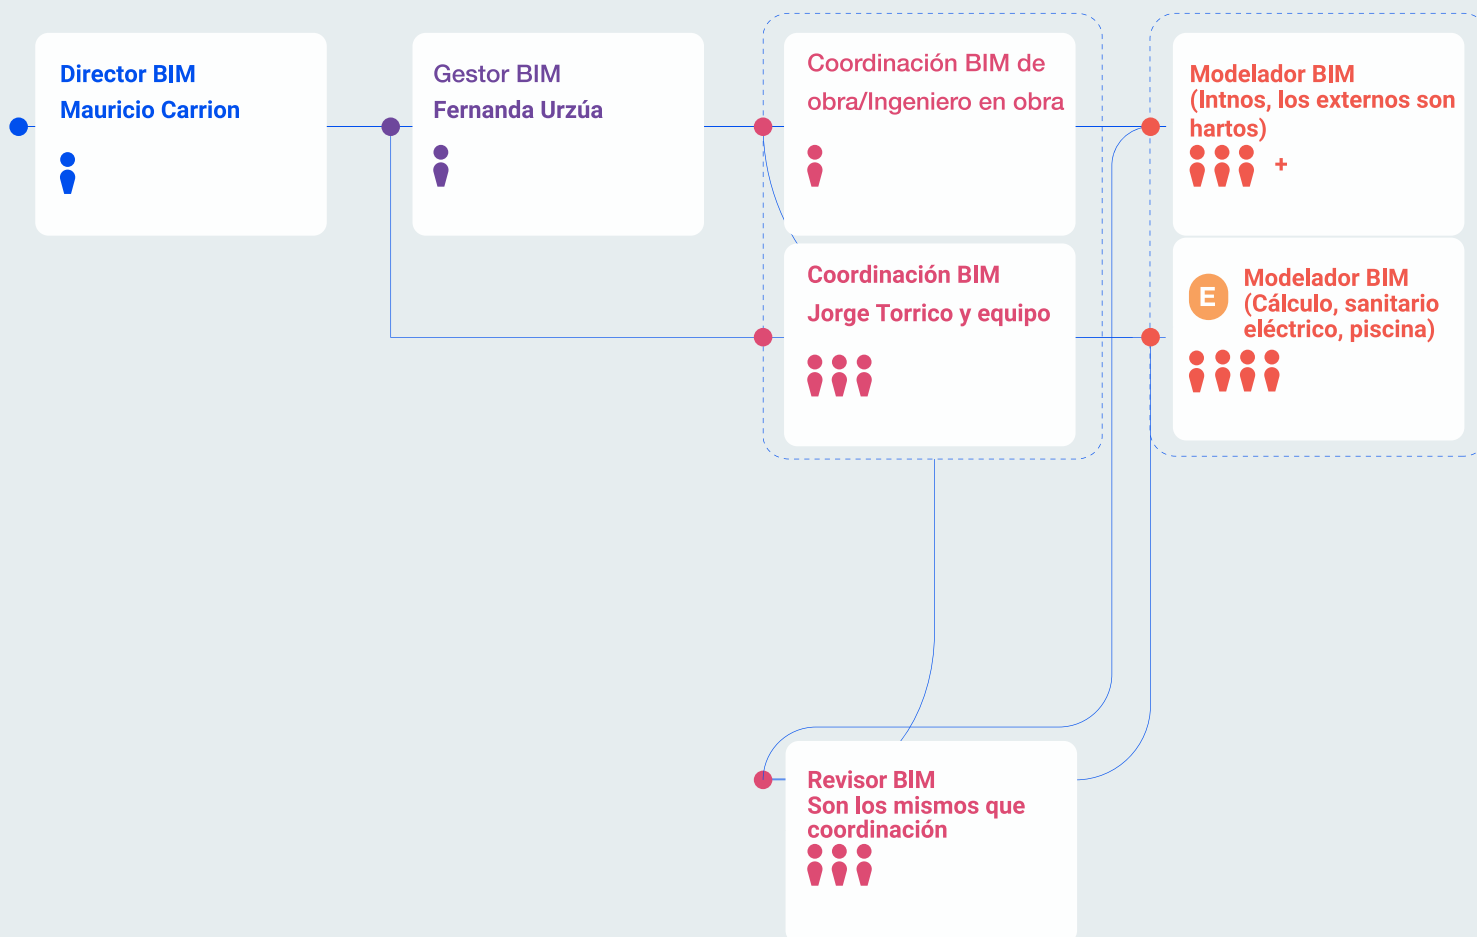 Director BIM
Mauricio Carrion
Gestor BIM
Fernanda Urzúa
Coordinación BIM de
obra/Ingeniero en obra
Modelador BIM
(Intnos, los externos son
hartos)
+
Coordinación BIM
Jorge Torrico y equipo
E
Modelador BIM
(Cálculo, sanitario
eléctrico, piscina)
Revisor BIM
Son los mismos que
coordinación